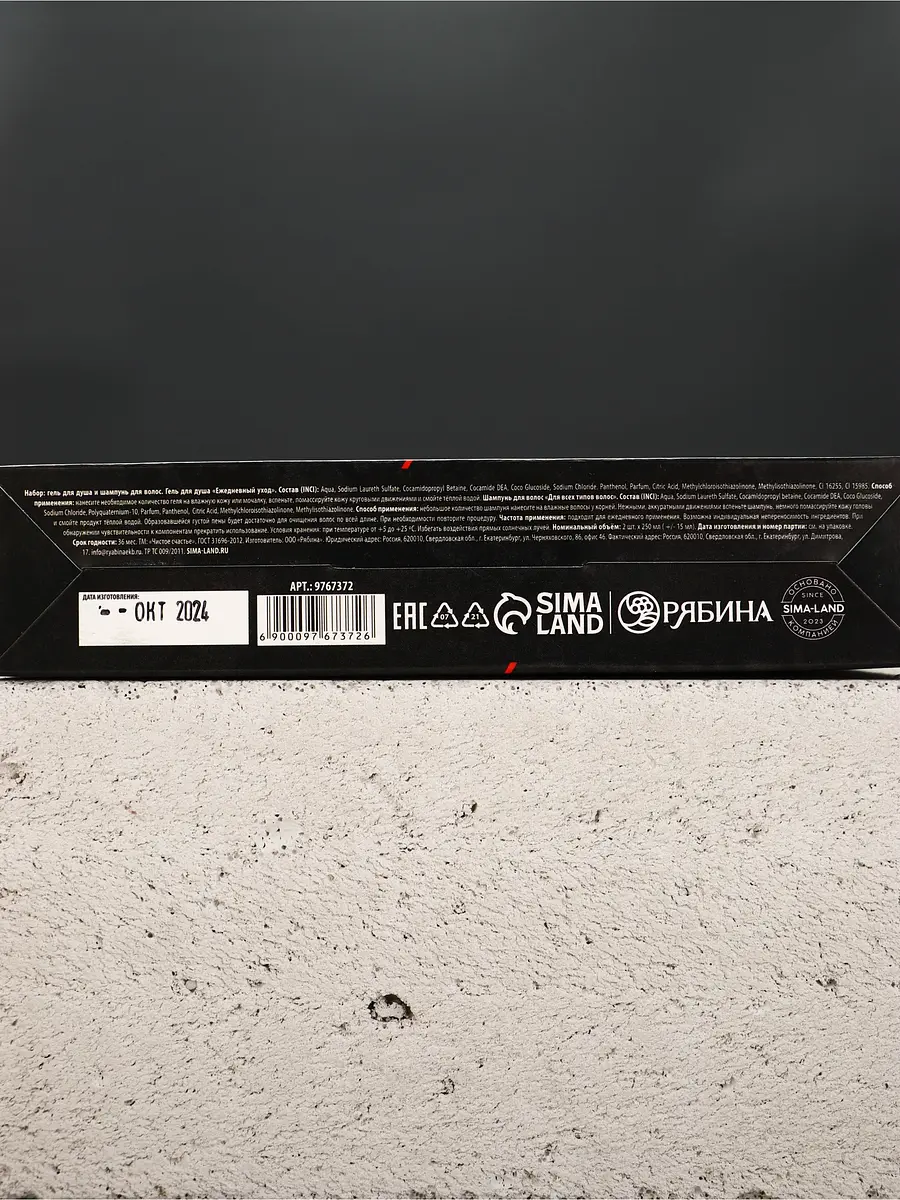 Набор: гель для душа и шампунь для волос. Гель для душа «Ежедневный уход». Состав (INCI): Aqua, Sodium Laureth Sulfate, Cocamidopropyl Betaine, Cocamide DEA, Coco Glucoside, Sodium Chloride, Panthenol, Parfum, Citric Acid, Methylchloroisothiazolinone, Methylisothiazolinone, CI 16255, CI 15985. Способ
применения: нанесите необходимое количество геля на влажную кожу или мочалку, вспеньте, помассируйте кожу круговыми движениями и смойте тёплой водой. Шампунь для волос «Для всех типов волос». Состав (INCI): Aqua, Sodium Laureth Sulfate, Cocamidopropyl betaine, Cocamide DEA, Coco Glucoside,
Sodium Chloride, Polyquaternium-10, Parfum, Panthenol, Citric Acid, Methylchloroisothiazolinone, Methylisothiazolinone. Способ применения: небольшое количество шампуня нанесите на влажные волосы у корней. Нежными, аккуратными движениями вспеньте шампунь, немного помассируйте кожу головы
и смойте продукт тёплой водой. Образовавшейся густой пены будет достаточно для очищения волос по всей длине. При необходимости повторите процедуру. Частота применения: подходит для ежедневного применения. Возможна индивидуальная непереносимость ингредиентов. При
обнаружении чувствительности к компонентам прекратить использование. Условия хранения: при температуре от +5 до +25 °C. Избегать воздействия прямых солнечных лучей. Номинальный объём: 2 шт. x 250 мл (+/- 15 мл). Дата изготовления и номер партии: см. на упаковке.
Срок годности: 36 мес. ТМ: «Чистое счастье». ГОСТ 31696-2012. Изготовитель: ООО «Рябина». Юридический адрес: Россия, 620010, Свердловская обл., г. Екатеринбург, ул. Черняховского, 86, офис 46. Фактический адрес: Россия, 620010, Свердловская обл., г. Екатеринбург, ул. Димитрова,
17. info@ryabinaekb.ru. ТР ТС 009/2011. SIMA-LAND.RU
АРТ.: 9767372
ДАТА ИЗГОТОВЛЕНИЯ:
ОКТ 2024
6 900097 673726
EAC
07
21
SIMA
LAND
РЯБИНА
ОСНОВАНО
SINCE
SIMA-LAND
2023
КОМПАНИЕЙ